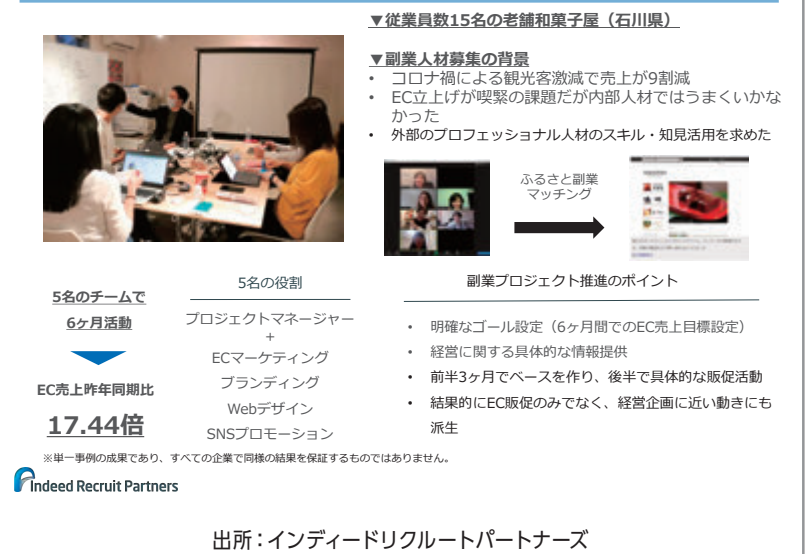 ▼従業員数15名の老舗和菓子屋（石川県）
▼副業人材募集の背景
• コロナ禍による観光客激減で売上が9割減
• EC立上げが喫緊の課題だが内部人材ではうまくいかな
かった
• 外部のプロフェッショナル人材のスキル・知見活用を求めた
ふるさと副業
マッチング
5名のチームで
6ヶ月活動
EC売上昨年同期比
17.44倍
5名の役割
プロジェクトマネージャー
+
ECマーケティング
ブランディング
Webデザイン
SNSプロモーション
副業プロジェクト推進のポイント
• 明確なゴール設定（6ヶ月間でのEC売上目標設定）
• 経営に関する具体的な情報提供
• 前半3ヶ月でベースを作り、後半で具体的な販促活動
• 結果的にEC販促のみでなく、経営企画に近い動きにも
派生
※単一事例の成果であり、すべての企業で同様の結果を保証するものではありません。
Indeed Recruit Partners
出所：インディードリクルートパートナーズ